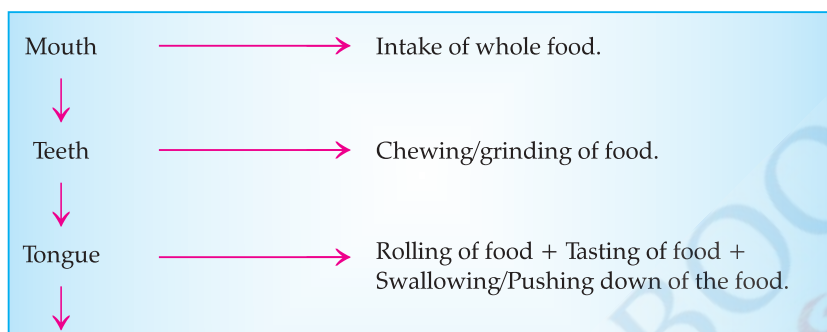 Mouth Intake of whole food.
Teeth Chewing/grinding of food.
Tongue Rolling of food + Tasting of food +
Swallowing/Pushing down of the food.